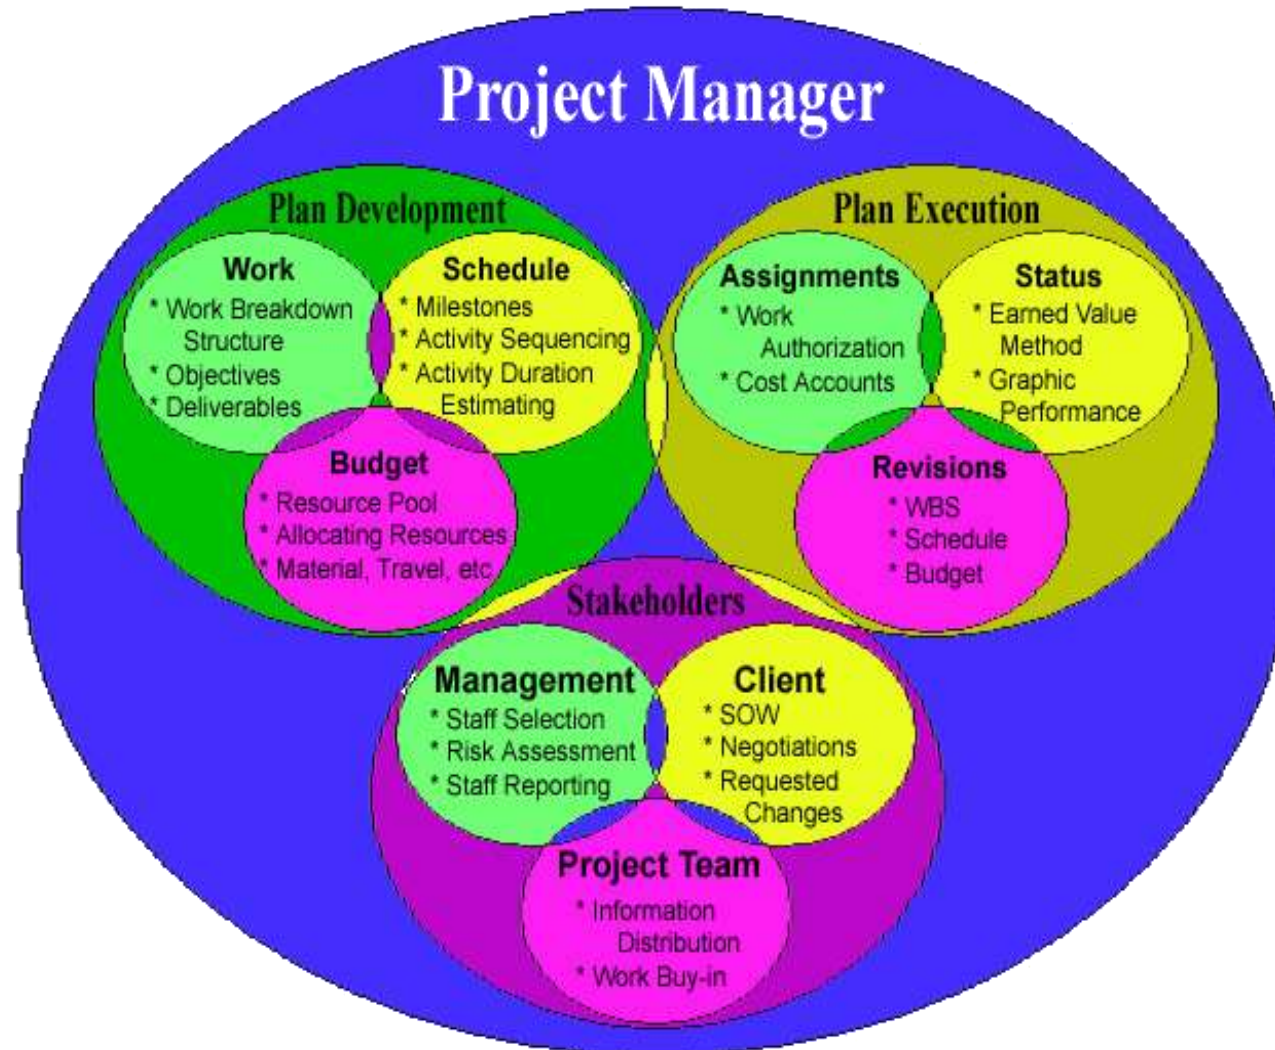 Project Manager
Plan Development
Work
* Work Breakdown
Structure
* Objectives
* Deliverables
Schedule
* Milestones
* Activity Sequencing
* Activity Duration
Estimating
Budget
* Resource Pool
* Allocating Resources
* Material, Travel, etc
Plan Execution
Assignments
* Work
Authorization
* Cost Accounts
Status
* Earned Value
Method
* Graphic
Performance
Revisions
* WBS
* Schedule
* Budget
Stakeholders
Management
* Staff Selection
* Risk Assessment
* Staff Reporting
Client
* SOW
* Negotiations
* Requested
Changes
Project Team
* Information
Distribution
* Work Buy-in